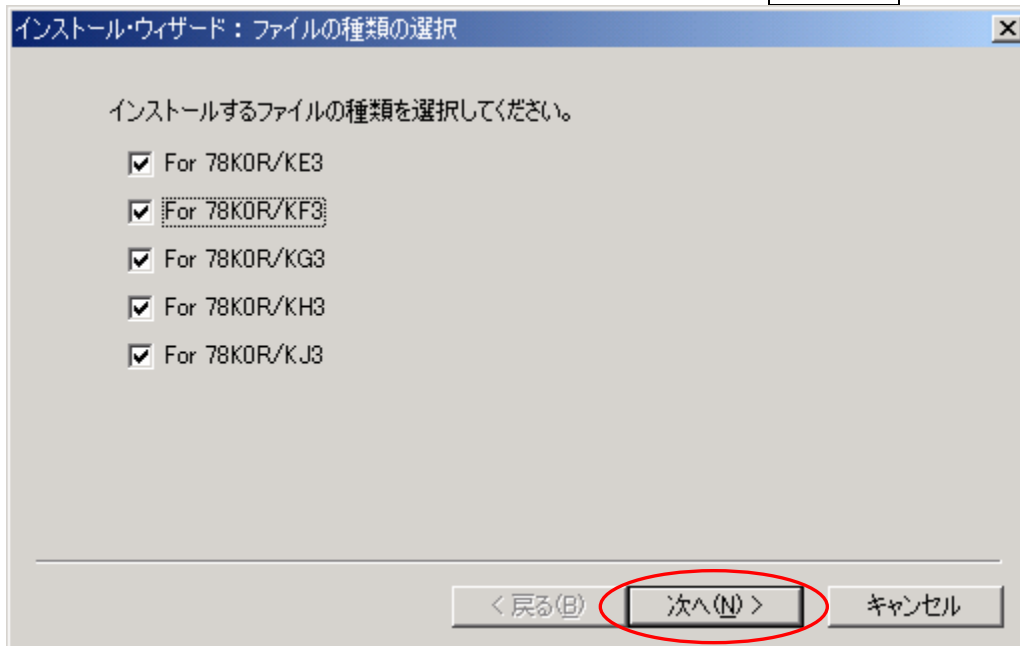 インストール・ウィザード：ファイルの種類の選択
インストールするファイルの種類を選択してください。
For 78K0R/KE3
For 78K0R/KF3
For 78K0R/KG3
For 78K0R/KH3
For 78K0R/KJ3
< 戻る(B) 次へ(N) > キャンセル